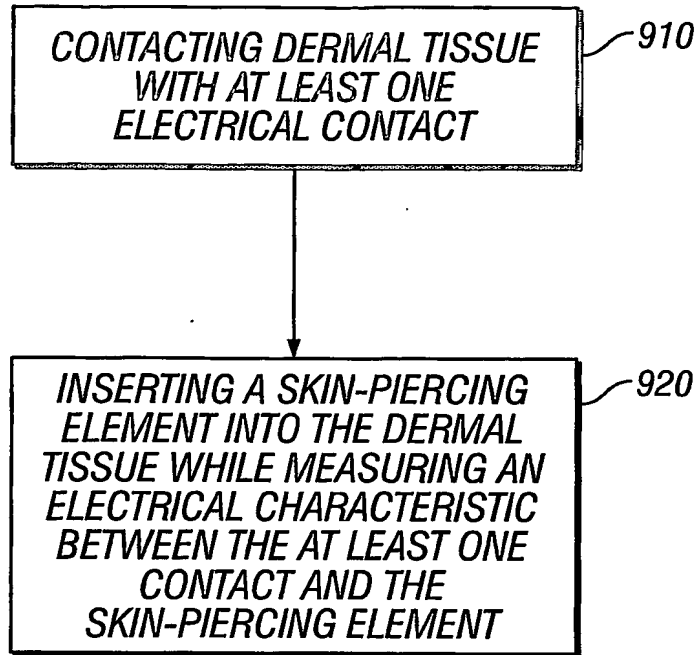 CONTACTING DERMAL TISSUE
WITH AT LEAST ONE
ELECTRICAL CONTACT
910
INSERTING A SKIN-PIERCING
ELEMENT INTO THE DERMAL
TISSUE WHILE MEASURING AN
ELECTRICAL CHARACTERISTIC
BETWEEN THE AT LEAST ONE
CONTACT AND THE
SKIN-PIERCING ELEMENT
920